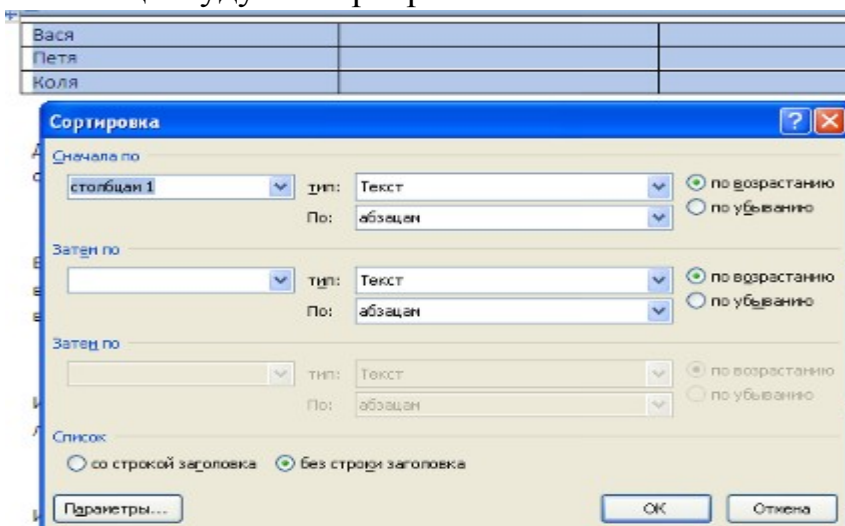 Вася
Петя
Коля
Сортировка
Сначала по
столбцам 1 тип: Текст по возрастанию
По: абзацам по убыванию
Затем по
тип: Текст по возрастанию
По: абзацам по убыванию
Затем по
тип: Текст по возрастанию
По: абзацам по убыванию
Список
со строкой заголовка без строки заголовка
Параметры... ОК Отмена